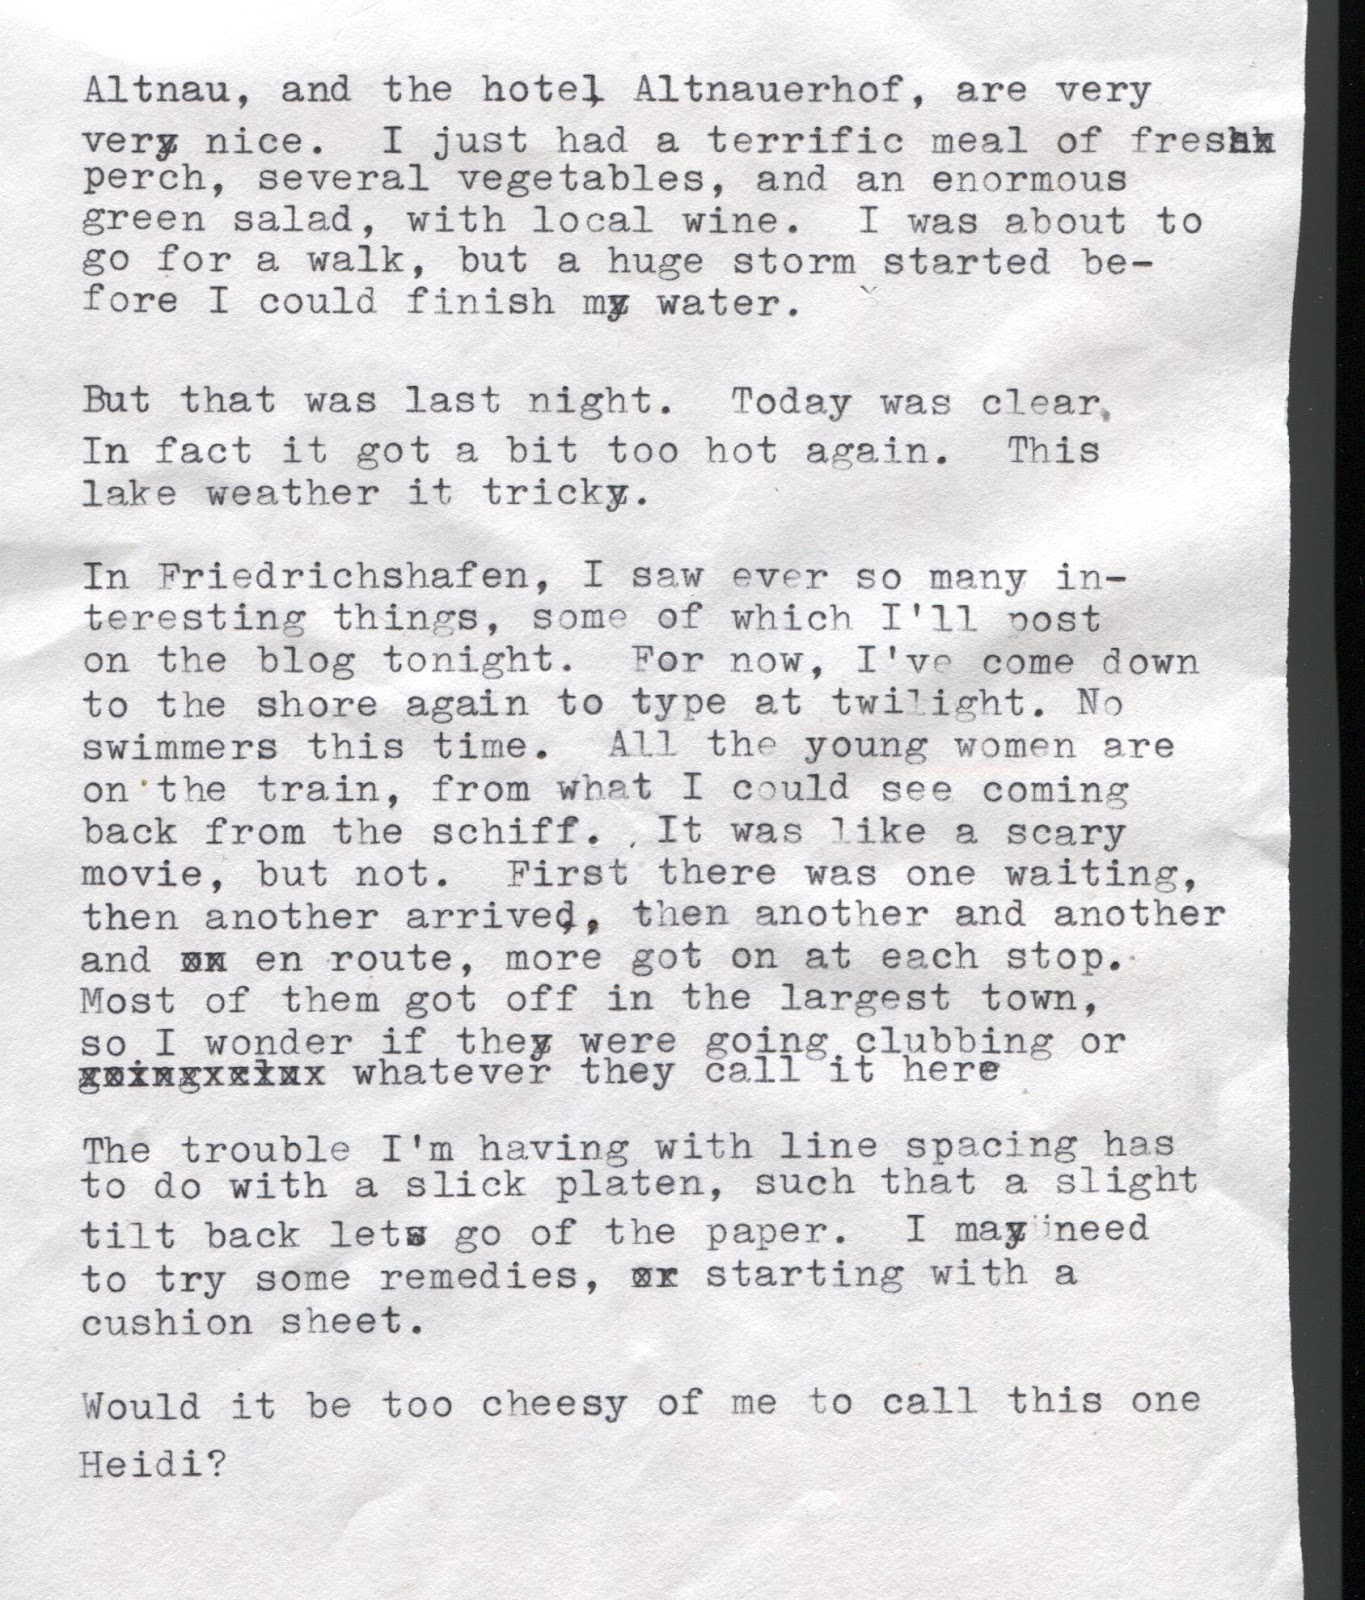 Altnau, and the hotel, Altnauerhof, are very
very nice.  I just had a terrific meal of fresh
perch, several vegetables, and an enormous
green salad, with local wine.  I was about to
go for a walk, but a huge storm started be-
fore I could finish my water.

But that was last night.  Today was clear.
In fact it got a bit too hot again.  This
lake weather it tricky.

In Friedrichshafen, I saw ever so many in-
teresting things, some of which I'll post
on the blog tonight.  For now, I've come down
to the shore again to type at twilight. No
swimmers this time.  All the young women are
on the train, from what I could see coming
back from the schiff.  It was like a scary
movie, but not.  First there was one waiting,
then another arrived, then another and another
and on en route, more got on at each stop.
Most of them got off in the largest town,
so I wonder if they were going clubbing or
going clu whatever they call it here

The trouble I'm having with line spacing has
to do with a slick platen, such that a slight
tilt back lets go of the paper.  I may need
to try some remedies, or starting with a
cushion sheet.

Would it be too cheesy of me to call this one
Heidi?